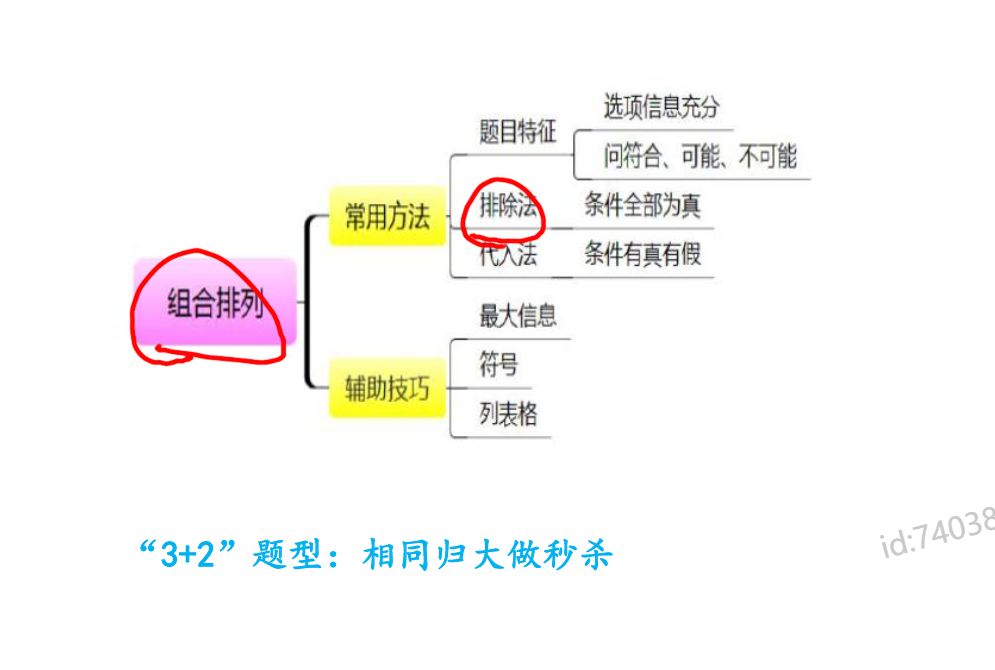 组合排列
常用方法
题目特征
选项信息充分
问符合、可能、不可能
排除法
条件全部为真
代入法
条件有真有假
辅助技巧
最大信息
符号
列表格
“3+2”题型：相同归大做秒杀
id:74038